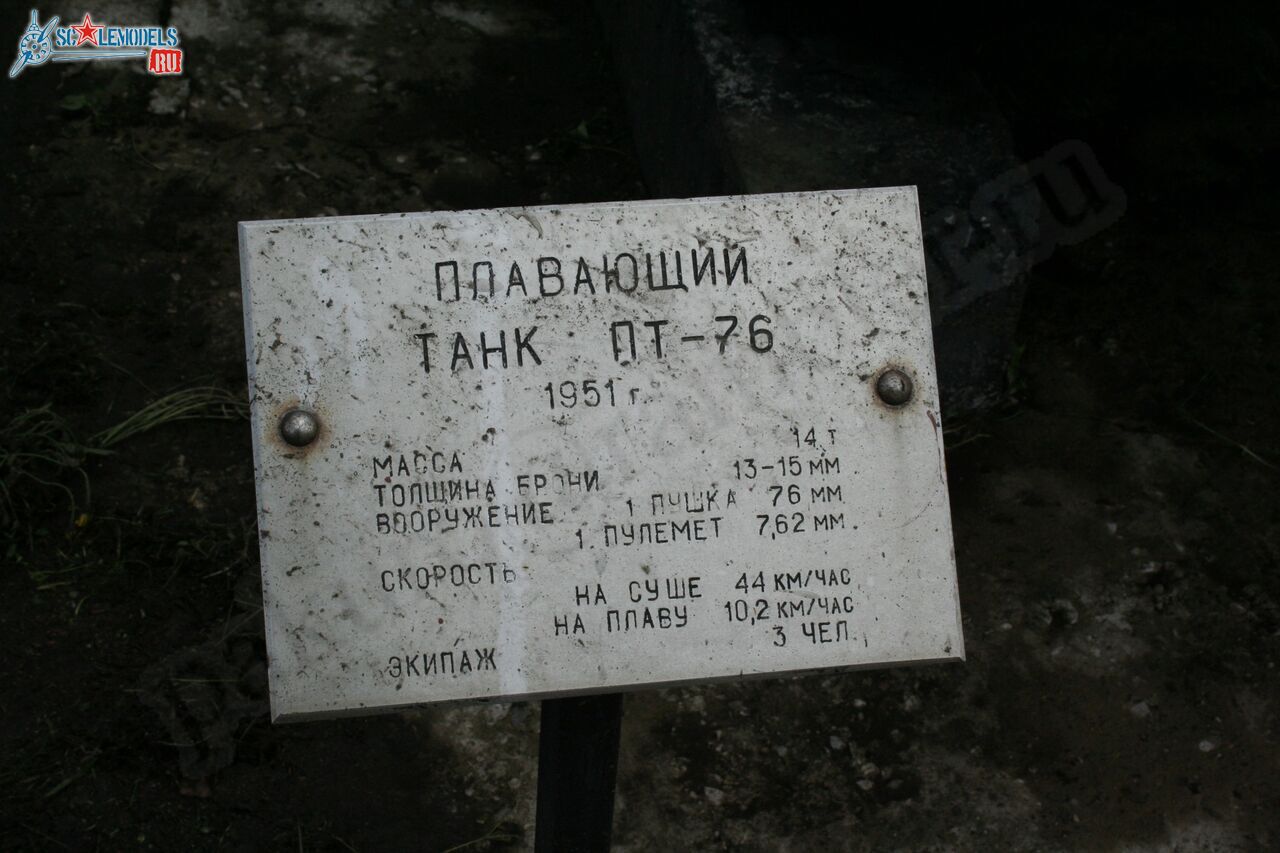 SCALEMODELS
RU
ПЛАВАЮЩИЙ
ТАНК ПТ-76
1951 г.
МАССА 14 т
ТОЛЩИНА БРОНИ 13-15 мм
ВООРУЖЕНИЕ 1 ПУШКА 76 мм
1 ПУЛЕМЕТ 7,62 мм.
СКОРОСТЬ
НА СУШЕ 44 КМ/ЧАС
НА ПЛАВУ 10,2 КМ/ЧАС
ЭКИПАЖ 3 ЧЕЛ.